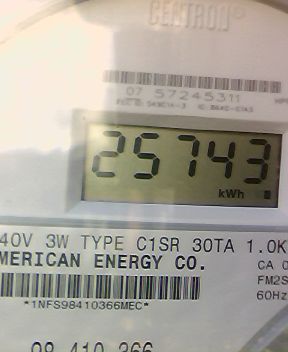 CENTRON®
07 57245311
25743
kWh
40V 3W TYPE C1SR 30TA 1.0K
MERICAN ENERGY CO.
CA 0
FM2S
60Hz
*1NFS98410366MEC*
98 410 366